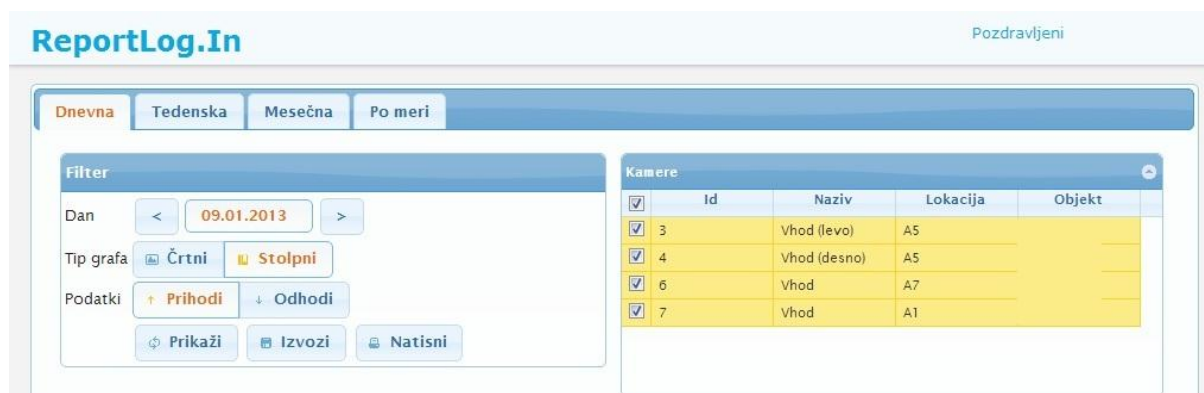 ReportLog.In
Pozdravljeni
Dnevna Tedenska Mesečna Po meri
Filter
Dan < 09.01.2013 >
Tip grafa Črtni Stolpni
Podatki ↑ Prihodi ↓ Odhodi
Prikaži Izvozi Natisni
Kamere
Id Naziv Lokacija Objekt
3 Vhod (levo) A5
4 Vhod (desno) A5
6 Vhod A7
7 Vhod A1